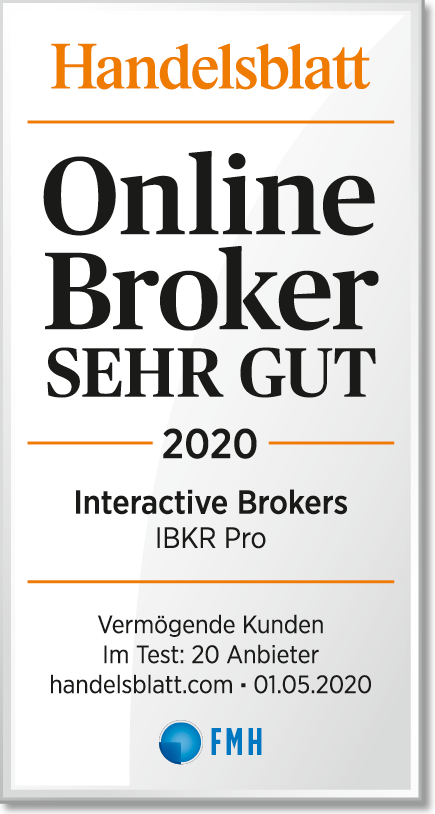 Handelsblatt
Online
Broker
SEHR GUT
2020
Interactive Brokers
IBKR Pro
Vermögende Kunden
Im Test: 20 Anbieter
handelsblatt.com · 01.05.2020
FMH